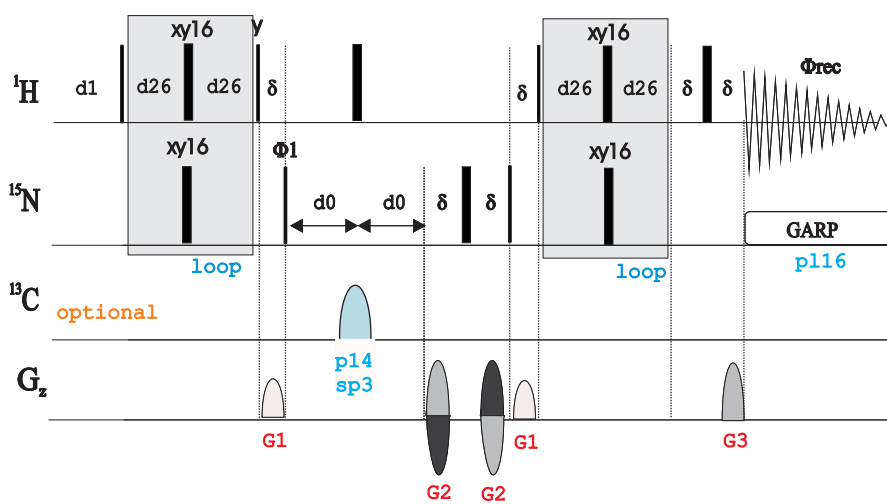 xy16 y xy16
¹H d1 d26 d26 δ δ d26 d26 δ δ Φrec
xy16 Φ1 xy16
¹⁵N d0 d0 δ δ GARP
loop loop pl16
¹³C
optional
p14
sp3
Gz
G1 G1 G3
G2 G2